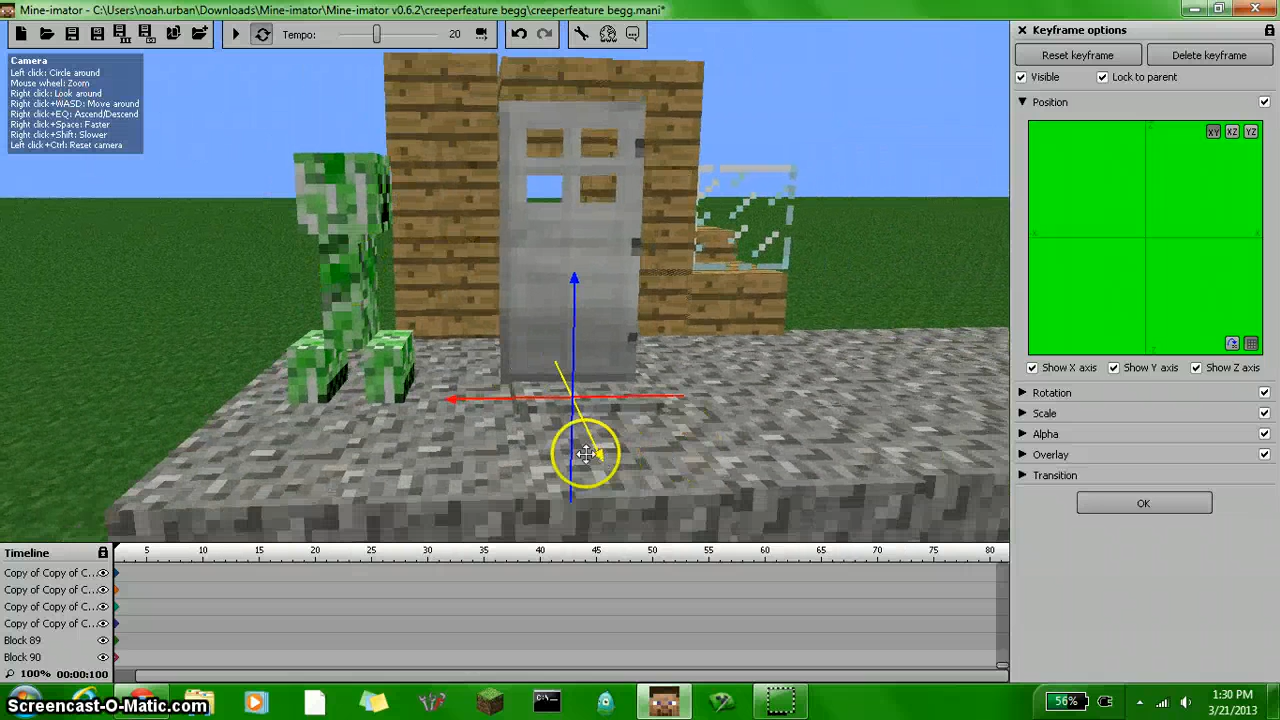 Mine-imator - C:\Users\noah.urban\Downloads\Mine-imator\Mine-imator v0.6.2\creeperfeature begg\creeperfeature begg.mani*
Tempo: 20
Camera
Left click: Circle around
Mouse wheel: Zoom
Right click: Look around
Right click+WASD: Move around
Right click+EQ: Ascend/Descend
Right click+Space: Faster
Right click+Shift: Slower
Left click+Ctrl: Reset camera
Keyframe options
Reset keyframe Delete keyframe
Visible Lock to parent
Position
XY XZ YZ
Show X axis Show Y axis Show Z axis
Rotation
Scale
Alpha
Overlay
Transition
OK
Timeline 5 10 15 20 25 30 35 40 45 50 55 60 65 70 75 80
Copy of Copy of C...
Copy of Copy of C...
Copy of Copy of C...
Copy of Copy of C...
Block 89
Block 90
100% 00:00:100
Screencast-O-Matic.com
56%
1:30 PM
3/21/2013